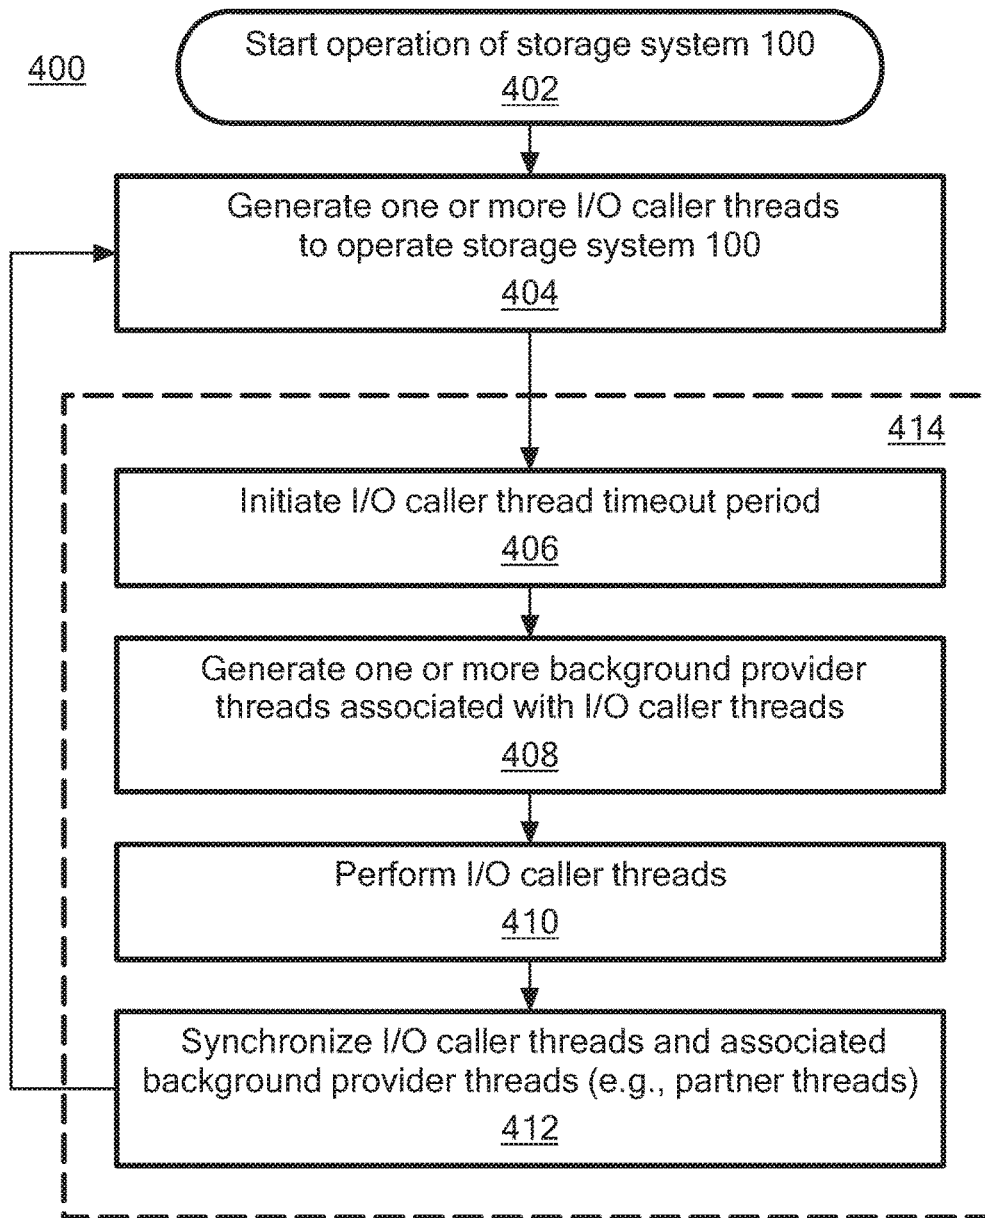 400
Start operation of storage system 100
402
Generate one or more I/O caller threads
to operate storage system 100
404
414
Initiate I/O caller thread timeout period
406
Generate one or more background provider
threads associated with I/O caller threads
408
Perform I/O caller threads
410
Synchronize I/O caller threads and associated
background provider threads (e.g., partner threads)
412